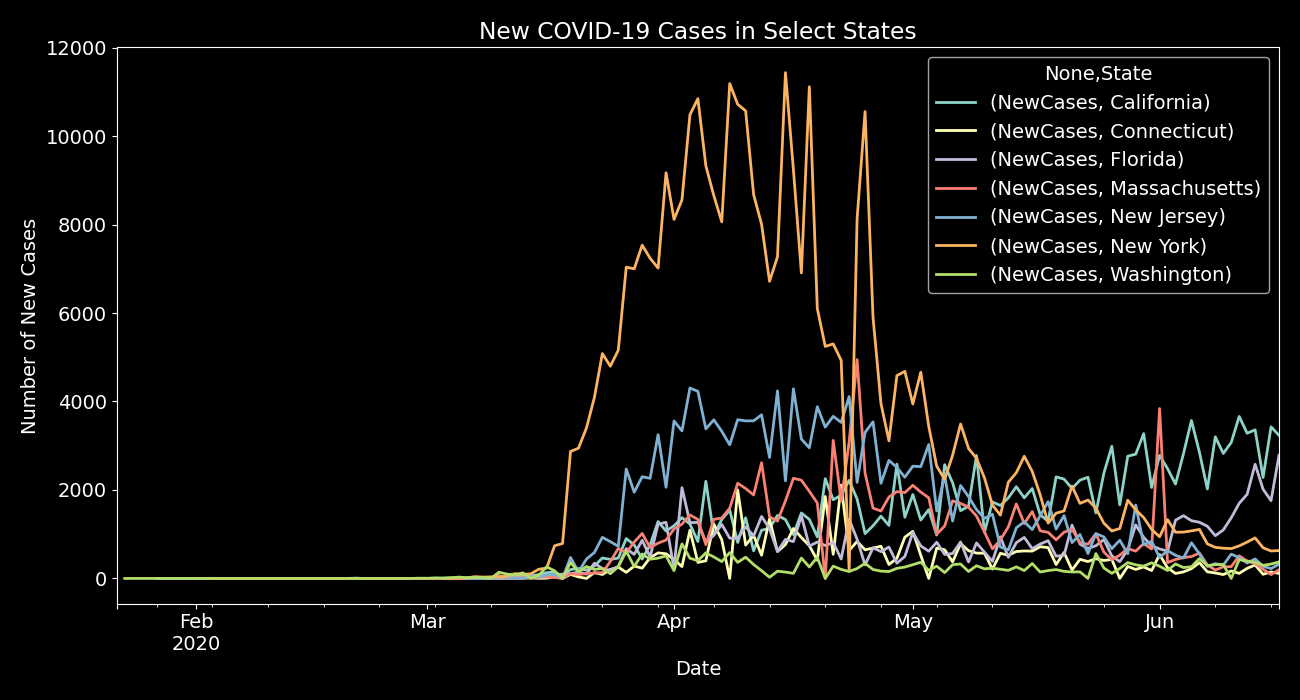 New COVID-19 Cases in Select States
12000
10000
8000
6000
4000
2000
0
Number of New Cases
None,State
(NewCases, California)
(NewCases, Connecticut)
(NewCases, Florida)
(NewCases, Massachusetts)
(NewCases, New Jersey)
(NewCases, New York)
(NewCases, Washington)
Feb Mar Apr May Jun
2020
Date